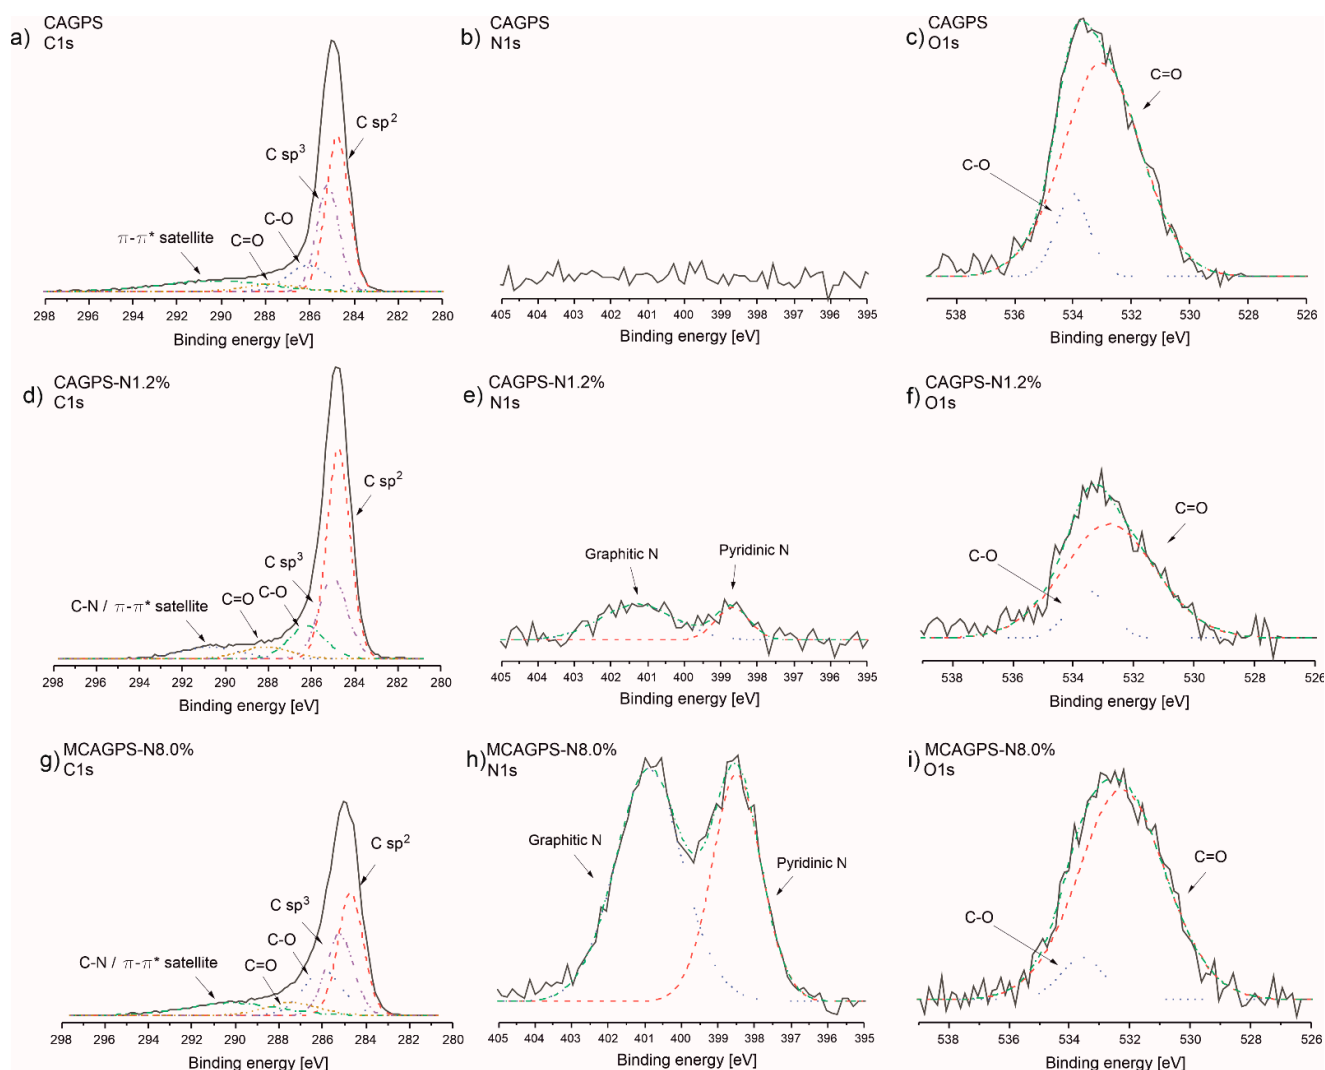 a) CAGPS
C1s
C sp2
C sp3
C-O
C=O
π-π* satellite
298 296 294 292 290 288 286 284 282 280
Binding energy [eV]
b) CAGPS
N1s
405 404 403 402 401 400 399 398 397 396 395
Binding energy [eV]
c) CAGPS
O1s
C=O
C-O
538 536 534 532 530 528 526
Binding energy [eV]
d) CAGPS-N1.2%
C1s
C sp2
C sp3
C-O
C=O
C-N / π-π* satellite
298 296 294 292 290 288 286 284 282 280
Binding energy [eV]
e) CAGPS-N1.2%
N1s
Graphitic N
Pyridinic N
405 404 403 402 401 400 399 398 397 396 395
Binding energy [eV]
f) CAGPS-N1.2%
O1s
C=O
C-O
538 536 534 532 530 528 526
Binding energy [eV]
g) MCAGPS-N8.0%
C1s
C sp2
C sp3
C-O
C=O
C-N / π-π* satellite
298 296 294 292 290 288 286 284 282 280
Binding energy [eV]
h) MCAGPS-N8.0%
N1s
Graphitic N
Pyridinic N
405 404 403 402 401 400 399 398 397 396 395
Binding energy [eV]
i) MCAGPS-N8.0%
O1s
C=O
C-O
538 536 534 532 530 528 526
Binding energy [eV]